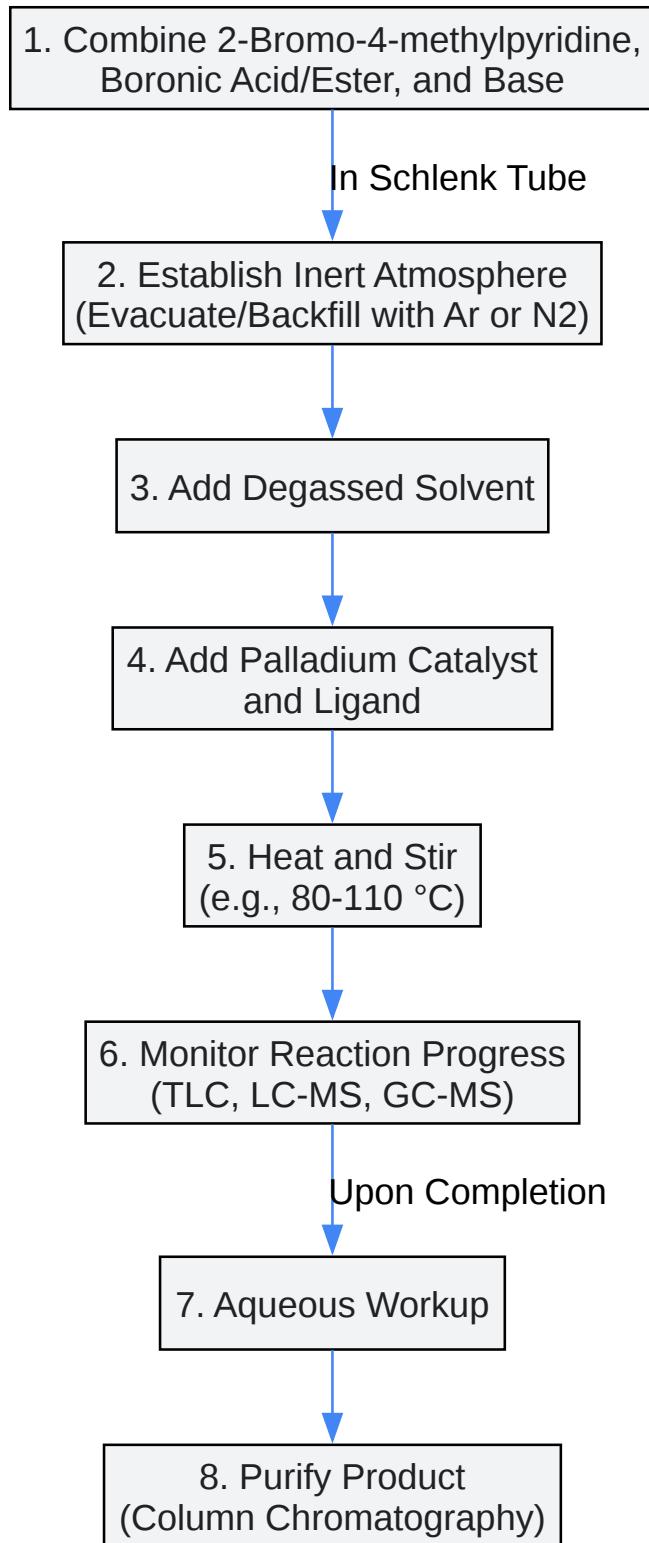 1. Combine 2-Bromo-4-methylpyridine,
Boronic Acid/Ester, and Base
In Schlenk Tube
2. Establish Inert Atmosphere
(Evacuate/Backfill with Ar or N2)
3. Add Degassed Solvent
4. Add Palladium Catalyst
and Ligand
5. Heat and Stir
(e.g., 80-110 °C)
6. Monitor Reaction Progress
(TLC, LC-MS, GC-MS)
Upon Completion
7. Aqueous Workup
8. Purify Product
(Column Chromatography)